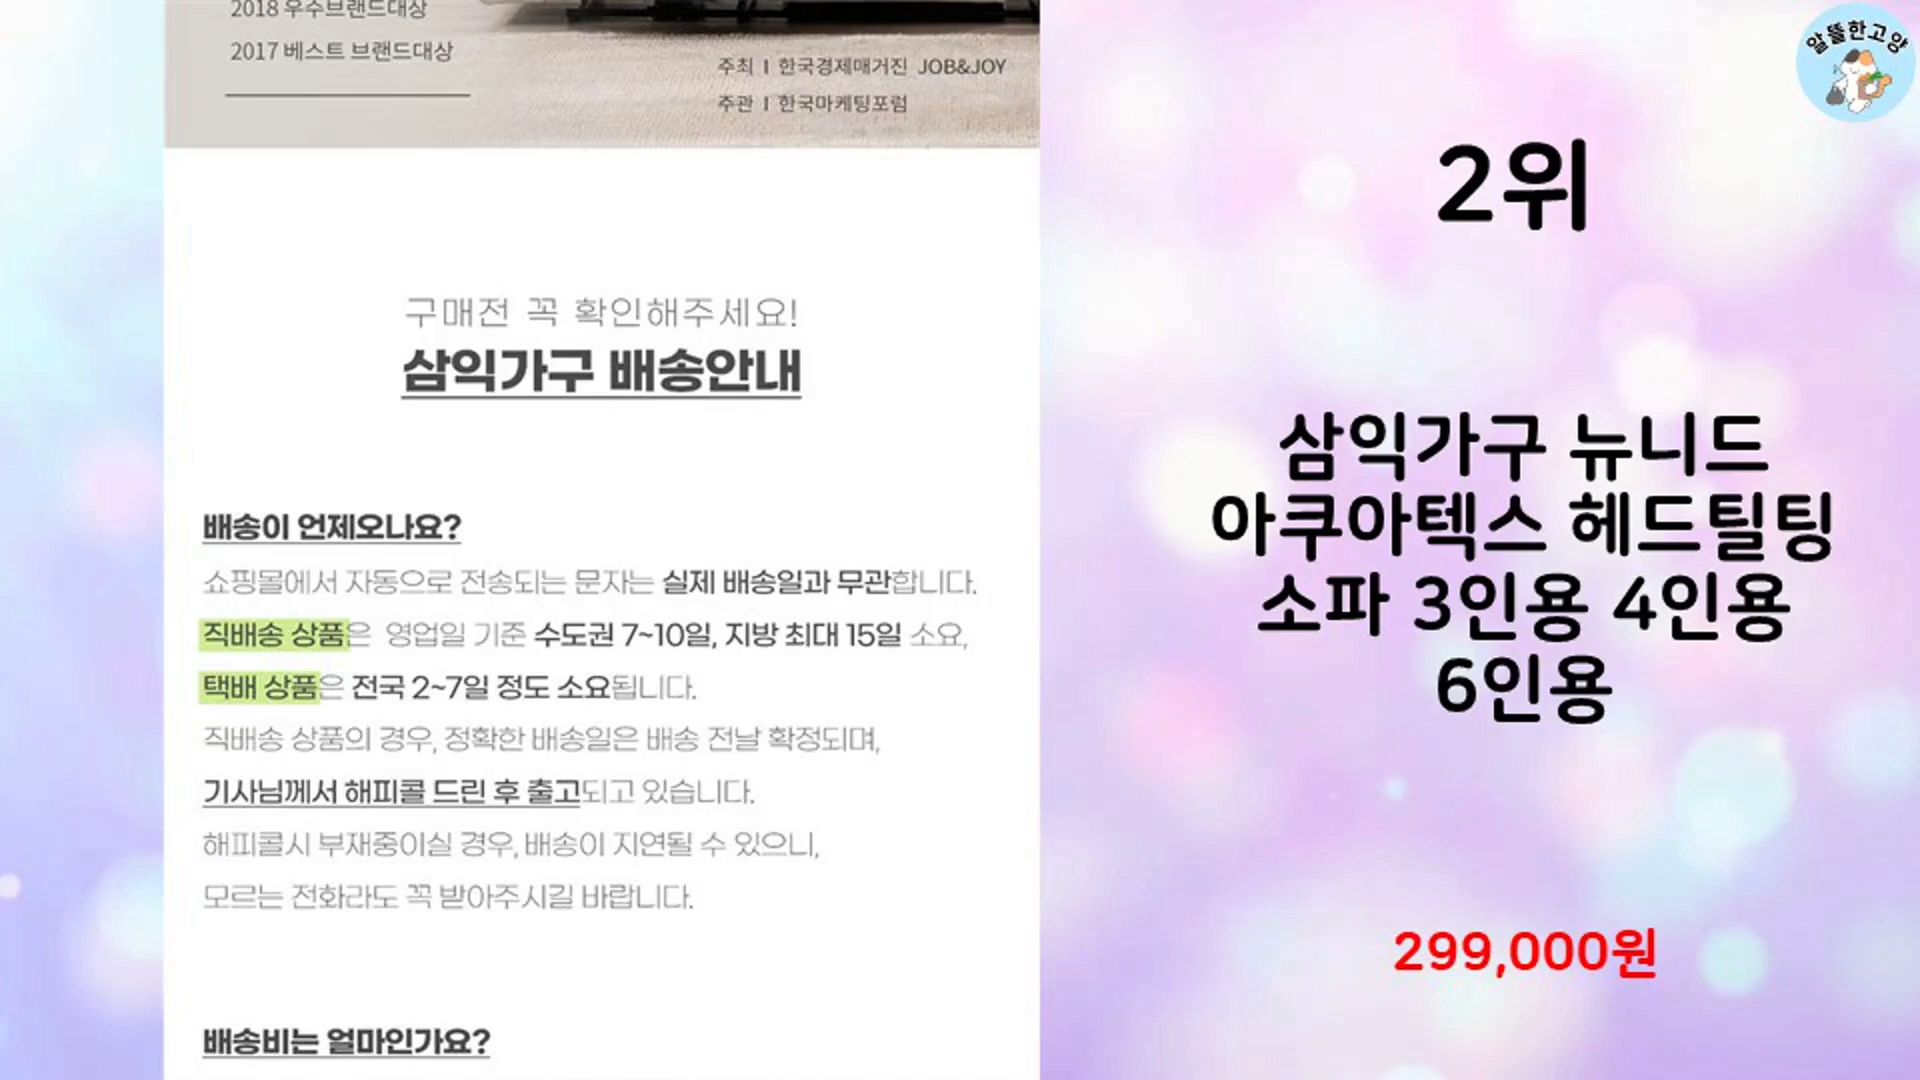 2018 우수브랜드대상
2017 베스트 브랜드대상
주최 I 한국경제매거진 JOB&JOY
주관 I 한국마케팅포럼
구매전 꼭 확인해주세요!
삼익가구 배송안내
배송이 언제오나요?
쇼핑몰에서 자동으로 전송되는 문자는 실제 배송일과 무관합니다.
직배송 상품은 영업일 기준 수도권 7~10일, 지방 최대 15일 소요,
택배 상품은 전국 2~7일 정도 소요됩니다.
직배송 상품의 경우, 정확한 배송일은 배송 전날 확정되며,
기사님께서 해피콜 드린 후 출고되고 있습니다.
해피콜시 부재중이실 경우, 배송이 지연될 수 있으니,
모르는 전화라도 꼭 받아주시길 바랍니다.
배송비는 얼마인가요?
알뜰한고양
2위
삼익가구 뉴니드
아쿠아텍스 헤드틸팅
소파 3인용 4인용
6인용
299,000원